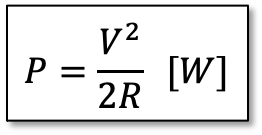 P = V²/2R [W]